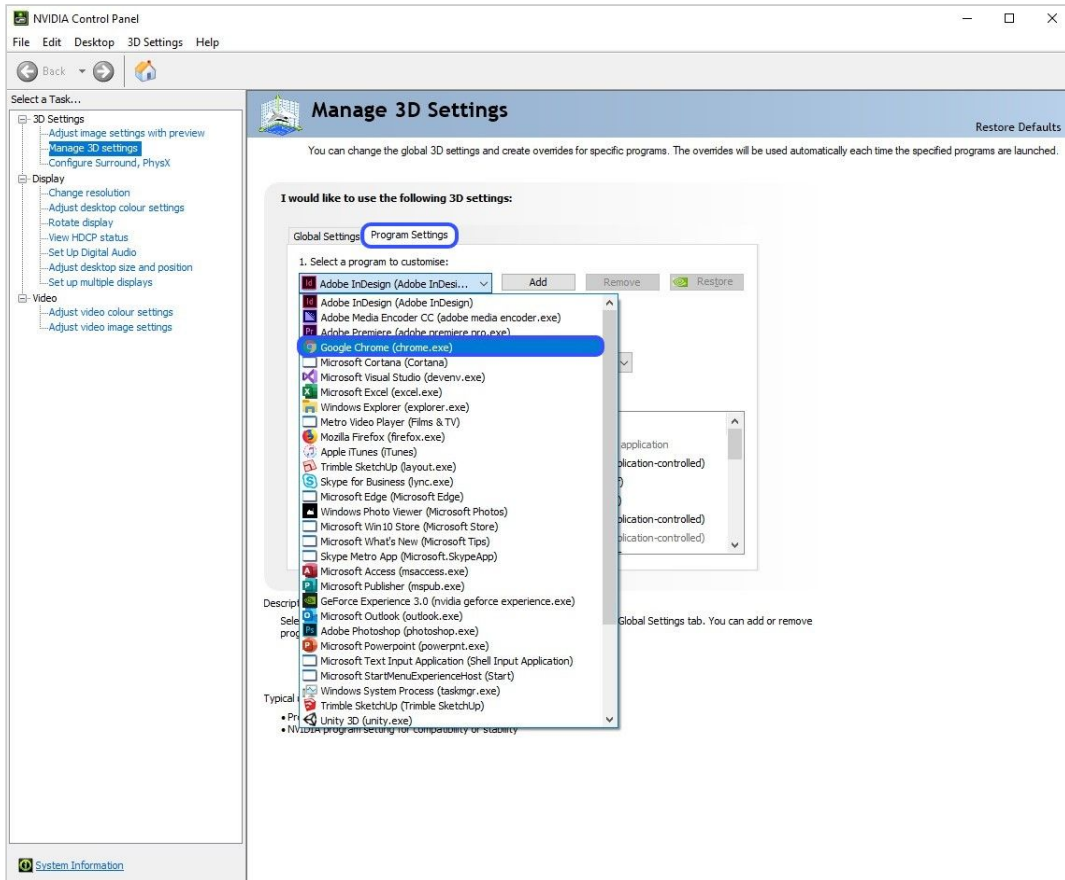 NVIDIA Control Panel
File Edit Desktop 3D Settings Help
Back
Select a Task...
3D Settings
Adjust image settings with preview
Manage 3D settings
Configure Surround, PhysX
Display
Change resolution
Adjust desktop colour settings
Rotate display
View HDCP status
Set Up Digital Audio
Adjust desktop size and position
Set up multiple displays
Video
Adjust video colour settings
Adjust video image settings
System Information
Manage 3D Settings
Restore Defaults
You can change the global 3D settings and create overrides for specific programs. The overrides will be used automatically each time the specified programs are launched.
I would like to use the following 3D settings:
Global Settings Program Settings
1. Select a program to customise:
Adobe InDesign (Adobe InDesi... Add Remove Restore
Adobe InDesign (Adobe InDesign)
Adobe Media Encoder CC (adobe media encoder.exe)
Adobe Premiere (adobe premiere pro.exe)
Google Chrome (chrome.exe)
Microsoft Cortana (Cortana)
Microsoft Visual Studio (devenv.exe)
Microsoft Excel (excel.exe)
Windows Explorer (explorer.exe)
Metro Video Player (Films & TV)
Mozilla Firefox (firefox.exe)
Apple iTunes (iTunes)
Trimble SketchUp (layout.exe)
Skype for Business (lync.exe)
Microsoft Edge (Microsoft Edge)
Windows Photo Viewer (Microsoft Photos)
Microsoft Win10 Store (Microsoft Store)
Microsoft What's New (Microsoft Tips)
Skype Metro App (Microsoft.SkypeApp)
Microsoft Access (msaccess.exe)
Microsoft Publisher (mspub.exe)
GeForce Experience 3.0 (nvidia geforce experience.exe)
Microsoft Outlook (outlook.exe)
Adobe Photoshop (photoshop.exe)
Microsoft Powerpoint (powerpnt.exe)
Microsoft Text Input Application (Shell Input Application)
Microsoft StartMenuExperienceHost (Start)
Windows System Process (taskmgr.exe)
Trimble SketchUp (Trimble SketchUp)
Unity 3D (unity.exe)
application
plication-controlled)
plication-controlled)
plication-controlled)
Descript
Sele Global Settings tab. You can add or remove
prog
Typical
• Pr
• NVIDIA program setting for compatibility or stability